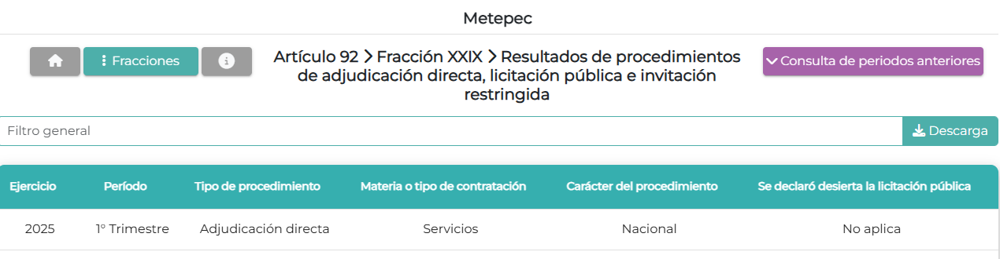 Metepec
Fracciones
Artículo 92 > Fracción XXIX > Resultados de procedimientos
de adjudicación directa, licitación pública e invitación
restringida
Consulta de periodos anteriores
Filtro general
Descarga
Ejercicio Período Tipo de procedimiento Materia o tipo de contratación Carácter del procedimiento Se declaró desierta la licitación pública
2025 1° Trimestre Adjudicación directa Servicios Nacional No aplica